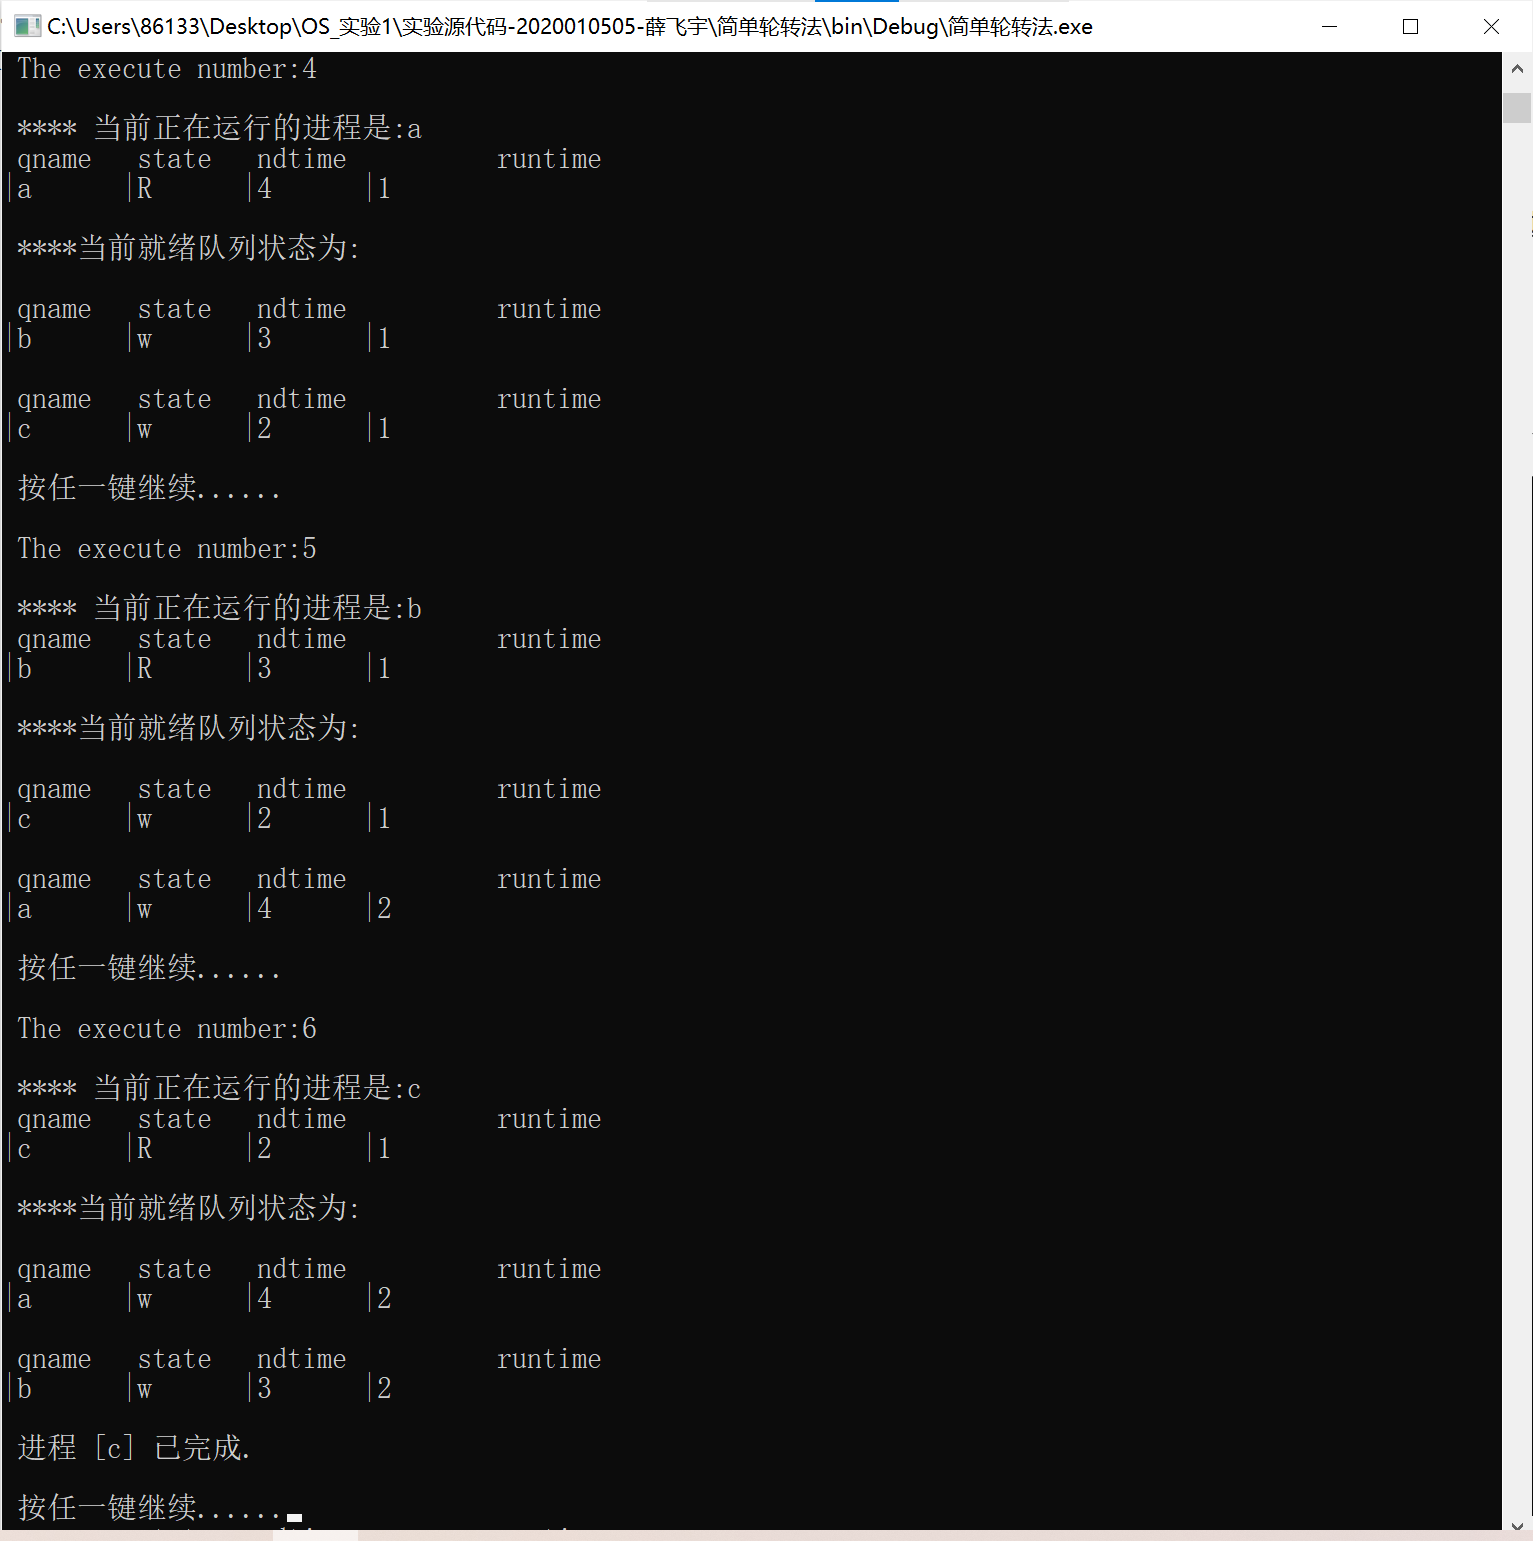 C:\Users\86133\Desktop\OS_实验1\实验源代码-2020010505-薛飞宇\简单轮转法\bin\Debug\简单轮转法.exe
The execute number:4
**** 当前正在运行的进程是:a
qname state ndtime runtime
|a |R |4 |1
****当前就绪队列状态为:
qname state ndtime runtime
|b |w |3 |1
qname state ndtime runtime
|c |w |2 |1
按任一键继续......
The execute number:5
**** 当前正在运行的进程是:b
qname state ndtime runtime
|b |R |3 |1
****当前就绪队列状态为:
qname state ndtime runtime
|c |w |2 |1
qname state ndtime runtime
|a |w |4 |2
按任一键继续......
The execute number:6
**** 当前正在运行的进程是:c
qname state ndtime runtime
|c |R |2 |1
****当前就绪队列状态为:
qname state ndtime runtime
|a |w |4 |2
qname state ndtime runtime
|b |w |3 |2
进程 [c] 已完成.
按任一键继续......